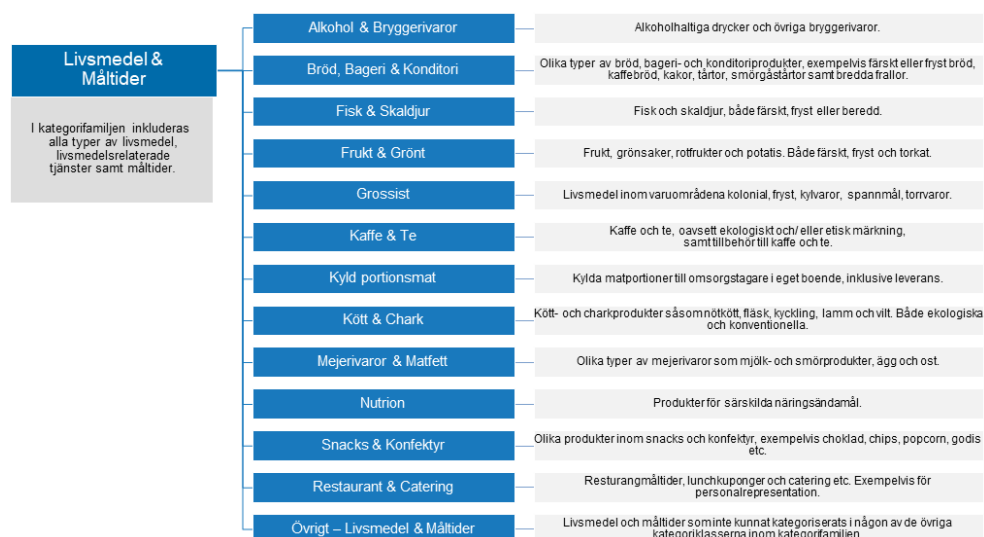 Livsmedel &
Måltider
I kategorifamiljen inkluderas
alla typer av livsmedel,
livsmedelsrelaterade
tjänster samt måltider.
Alkohol & Bryggerivaror
Alkoholhaltiga drycker och övriga bryggerivaror.
Bröd, Bageri & Konditori
Olika typer av bröd, bageri- och konditoriprodukter, exempelvis färskt eller fryst bröd,
kaffebröd, kakor, tårtor, smörgåstårtor samt bredda frallor.
Fisk & Skaldjur
Fisk och skaldjur, både färskt, fryst eller beredd.
Frukt & Grönt
Frukt, grönsaker, rotfrukter och potatis. Både färskt, fryst och torkat.
Grossist
Livsmedel inom varuområdena kolonial, fryst, kylvaror, spannmål, torrvaror.
Kaffe & Te
Kaffe och te, oavsett ekologiskt och/ eller etisk märkning,
samt tillbehör till kaffe och te.
Kyld portionsmat
Kylda matportioner till omsorgstagare i eget boende, inklusive leverans.
Kött & Chark
Kött- och charkprodukter såsom nötkött, fläsk, kyckling, lamm och vilt. Både ekologiska
och konventionella.
Mejerivaror & Matfett
Olika typer av mejerivaror som mjölk- och smörprodukter, ägg och ost.
Nutrion
Produkter för särskilda näringsändamål.
Snacks & Konfektyr
Olika produkter inom snacks och konfektyr, exempelvis choklad, chips, popcorn, godis
etc.
Restaurant & Catering
Resturangmåltider, lunchkuponger och catering etc. Exempelvis för
personalrepresentation.
Övrigt – Livsmedel & Måltider
Livsmedel och måltider som inte kunnat kategoriserats i någon av de övriga
kategoriklasserna inom kategorifamiljen